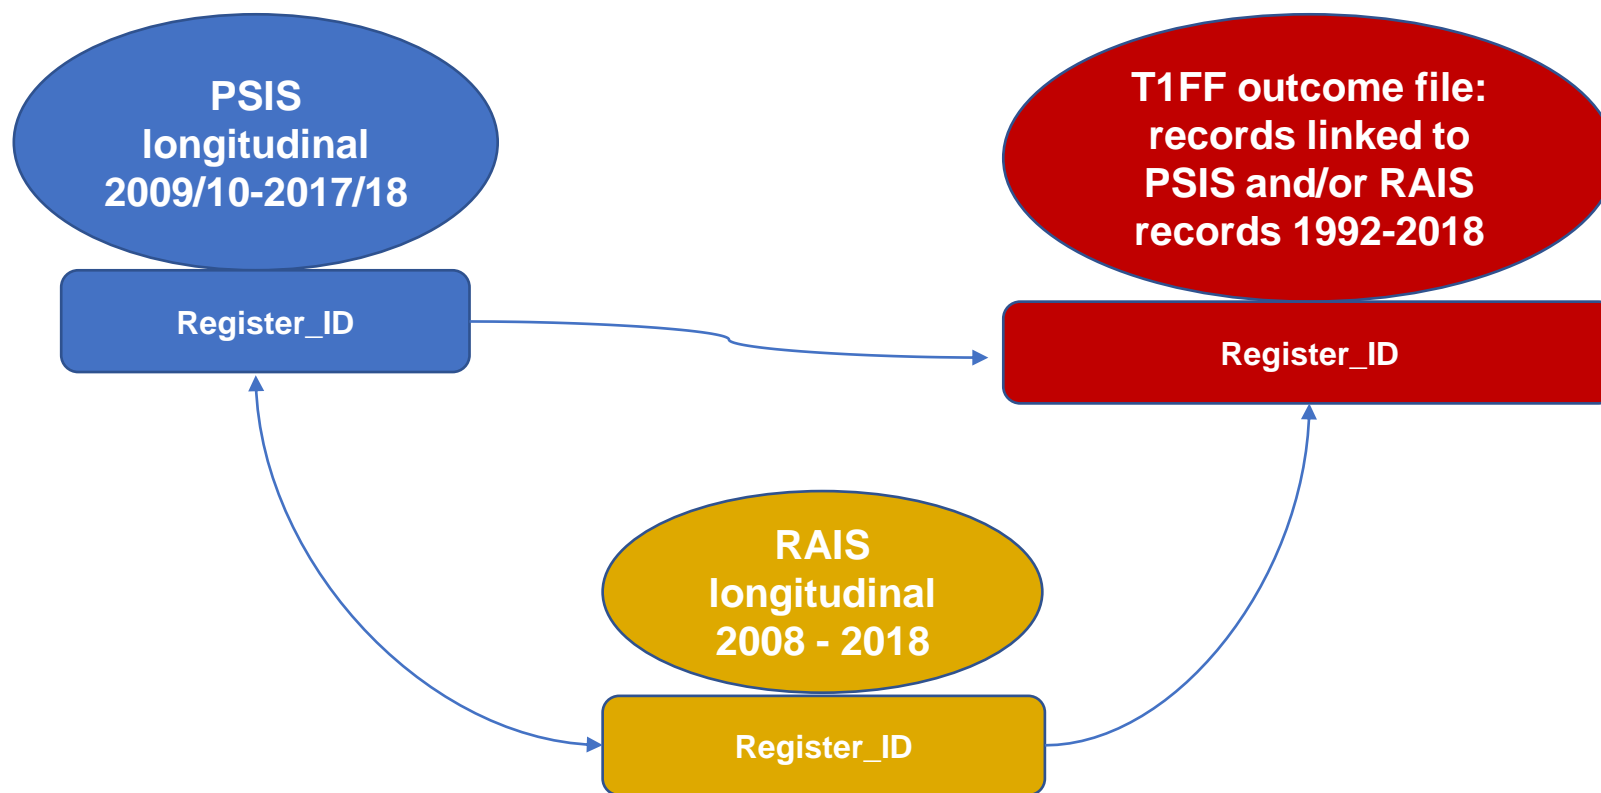 PSIS
longitudinal
2009/10-2017/18
Register_ID
T1FF outcome file:
records linked to
PSIS and/or RAIS
records 1992-2018
Register_ID
RAIS
longitudinal
2008 - 2018
Register_ID